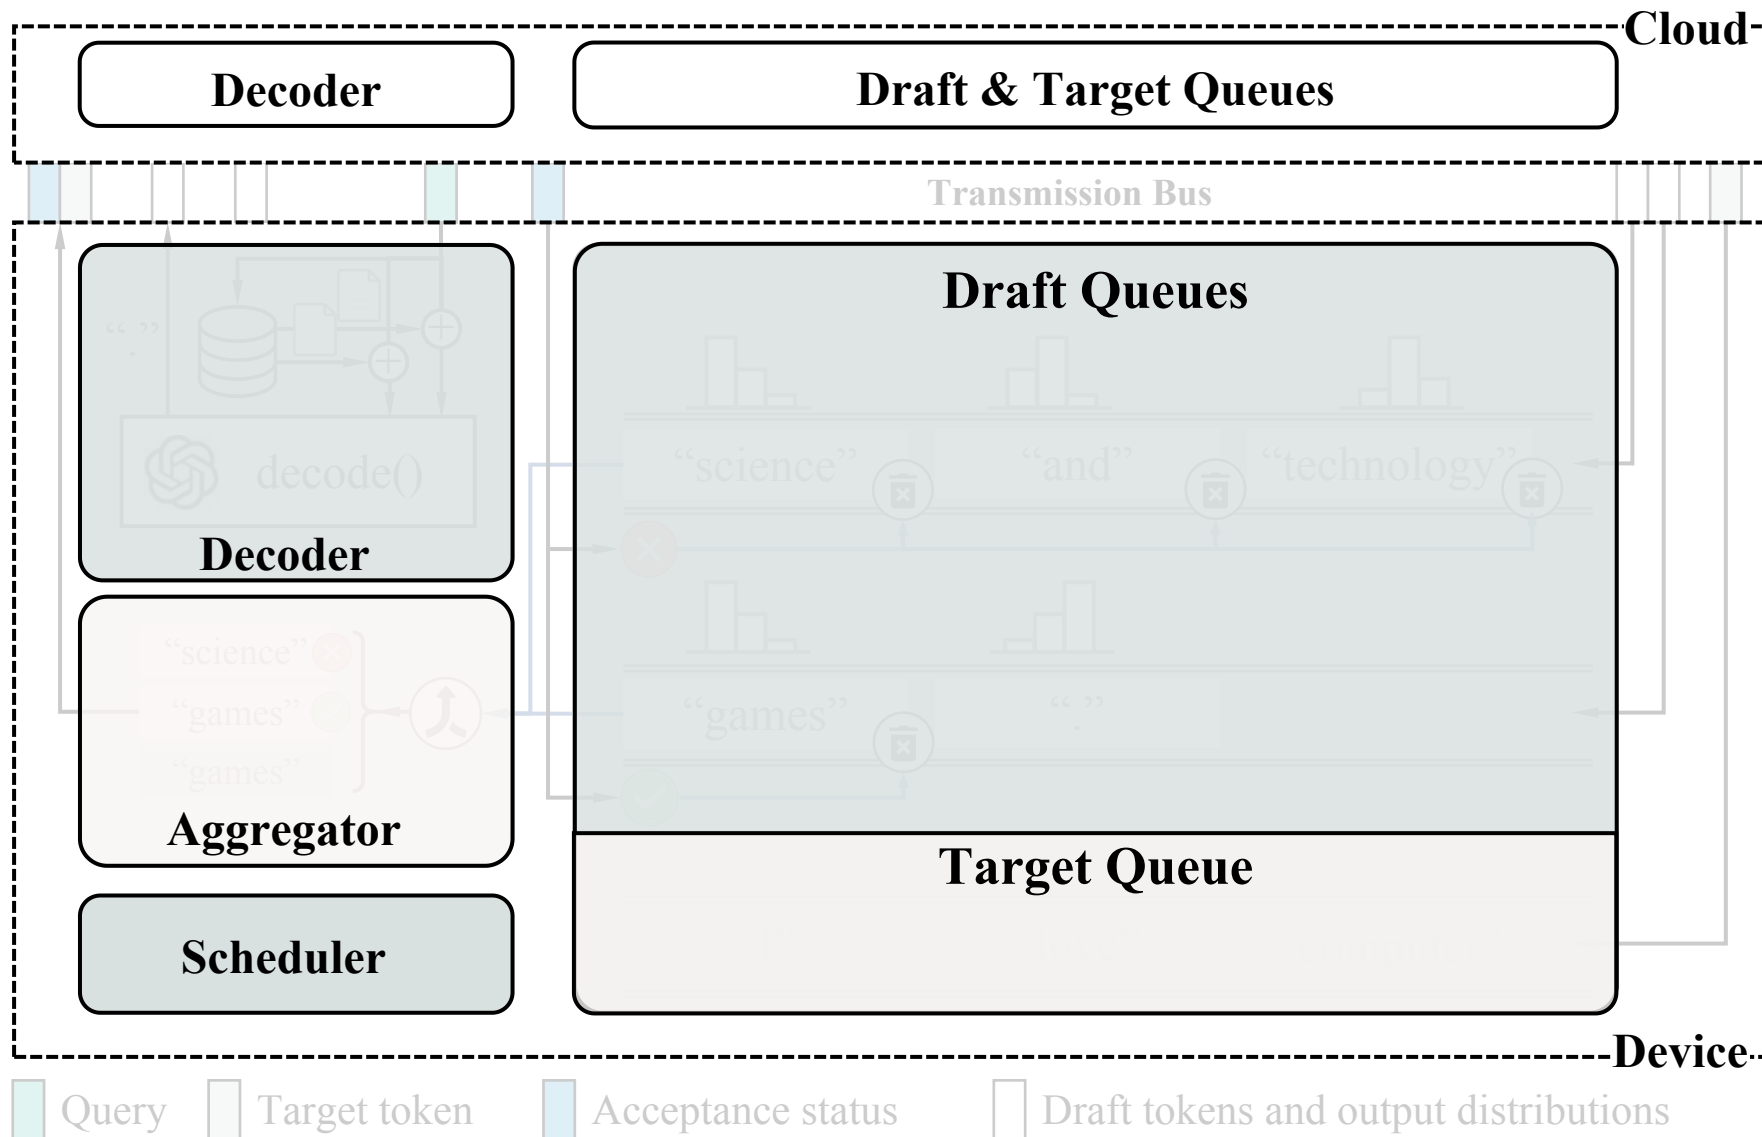 Cloud
Decoder
Draft & Target Queues
Transmission Bus
Draft Queues
“.”
“science”
“and”
“technology”
decode()
Decoder
“science”
“games”
“games”
“games”
“.”
Aggregator
Target Queue
Scheduler
Device
Query
Target token
Acceptance status
Draft tokens and output distributions